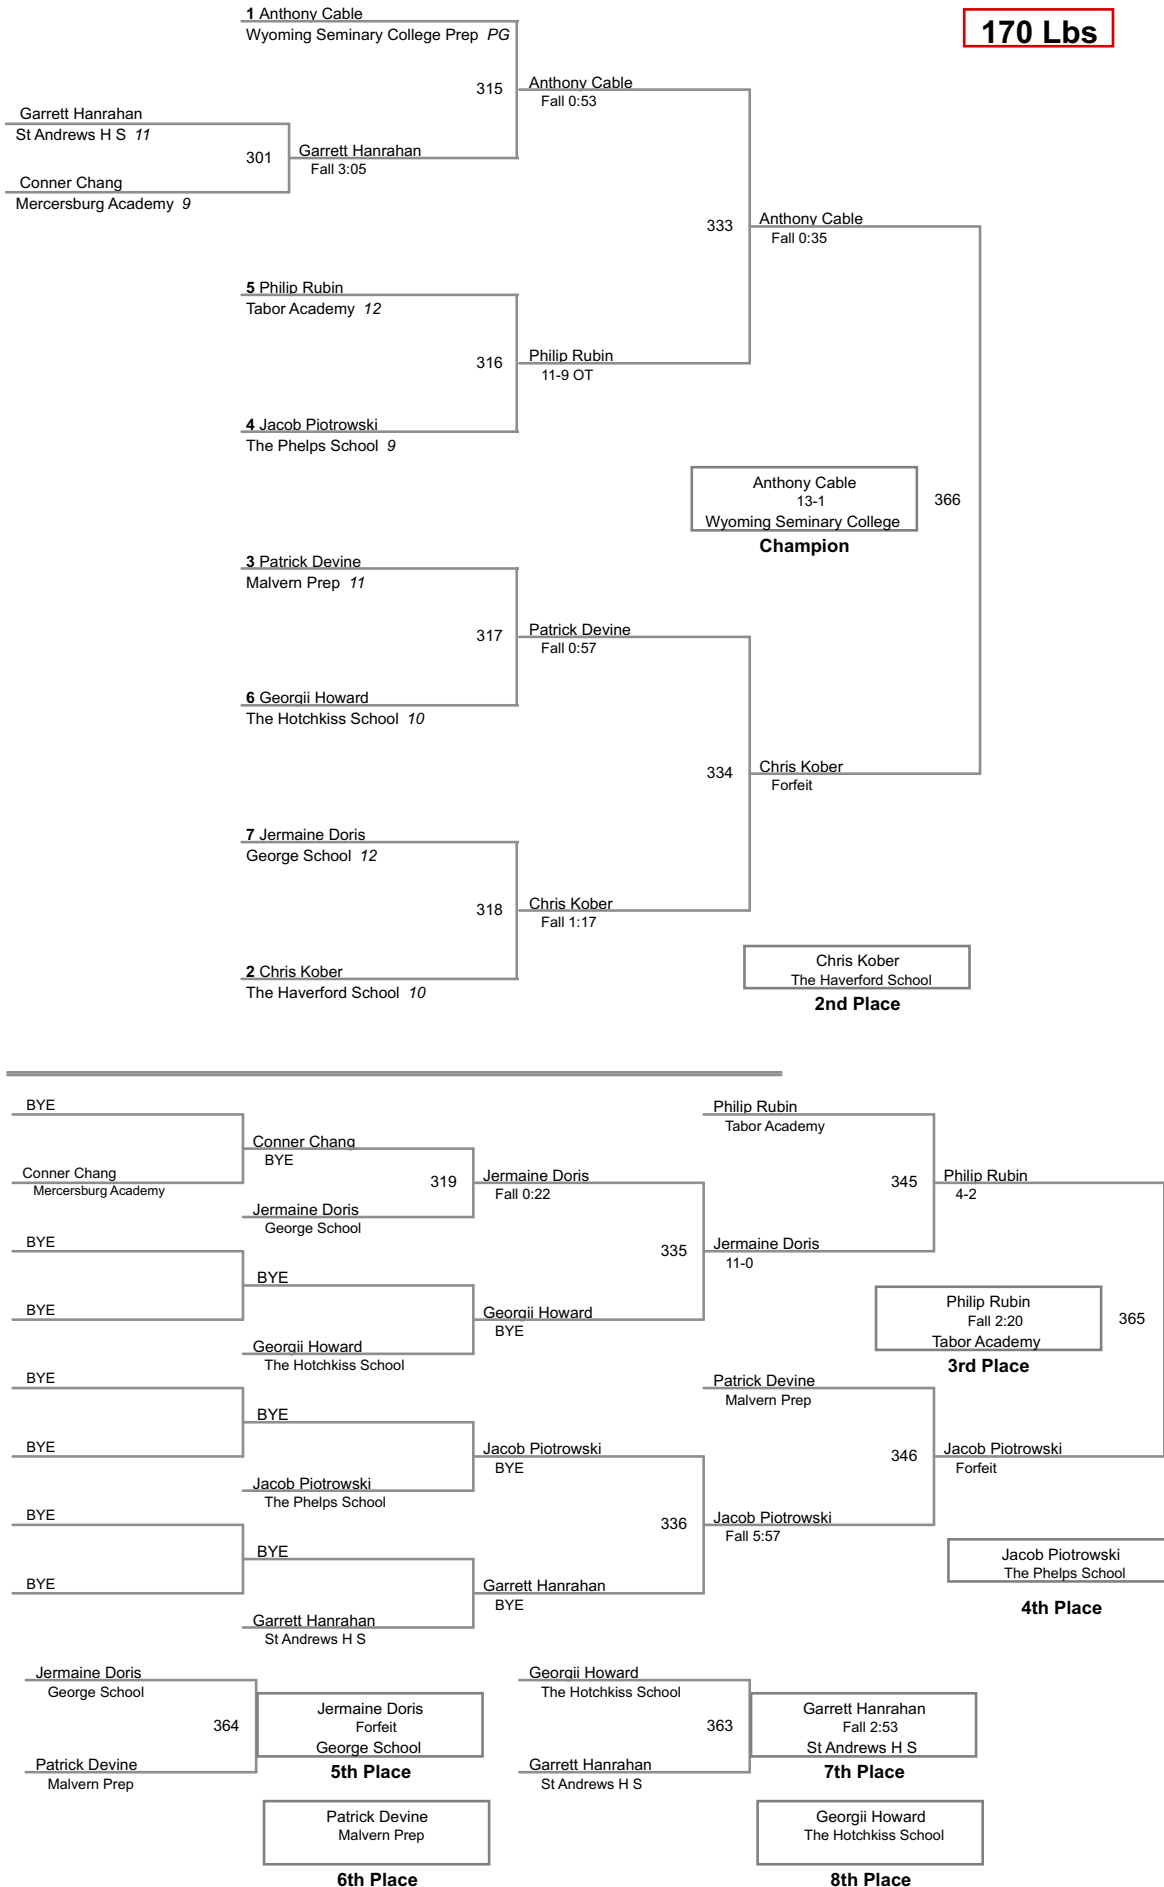 1 Anthony Cable
Wyoming Seminary College Prep PG
170 Lbs
315
Anthony Cable
Fall 0:53
Garrett Hanrahan
St Andrews H S 11
301
Garrett Hanrahan
Fall 3:05
Conner Chang
Mercersburg Academy 9
333
Anthony Cable
Fall 0:35
5 Philip Rubin
Tabor Academy 12
316
Philip Rubin
11-9 OT
4 Jacob Piotrowski
The Phelps School 9
Anthony Cable
13-1
Wyoming Seminary College
366
Champion
3 Patrick Devine
Malvern Prep 11
317
Patrick Devine
Fall 0:57
6 Georgii Howard
The Hotchkiss School 10
334
Chris Kober
Forfeit
7 Jermaine Doris
George School 12
318
Chris Kober
Fall 1:17
2 Chris Kober
The Haverford School 10
Chris Kober
The Haverford School
2nd Place
BYE
Conner Chang
BYE
Conner Chang
Mercersburg Academy
319
Jermaine Doris
Fall 0:22
Jermaine Doris
George School
BYE
BYE
BYE
Georgii Howard
BYE
Georgii Howard
The Hotchkiss School
335
Jermaine Doris
11-0
Philip Rubin
Tabor Academy
345
Philip Rubin
4-2
Philip Rubin
Fall 2:20
Tabor Academy
365
3rd Place
BYE
BYE
BYE
Jacob Piotrowski
BYE
Jacob Piotrowski
The Phelps School
BYE
BYE
BYE
Garrett Hanrahan
BYE
Garrett Hanrahan
St Andrews H S
336
Jacob Piotrowski
Fall 5:57
Patrick Devine
Malvern Prep
346
Jacob Piotrowski
Forfeit
Jacob Piotrowski
The Phelps School
4th Place
Jermaine Doris
George School
364
Jermaine Doris
Forfeit
George School
5th Place
Patrick Devine
Malvern Prep
Patrick Devine
Malvern Prep
6th Place
Georgii Howard
The Hotchkiss School
363
Garrett Hanrahan
Fall 2:53
St Andrews H S
7th Place
Garrett Hanrahan
St Andrews H S
Georgii Howard
The Hotchkiss School
8th Place